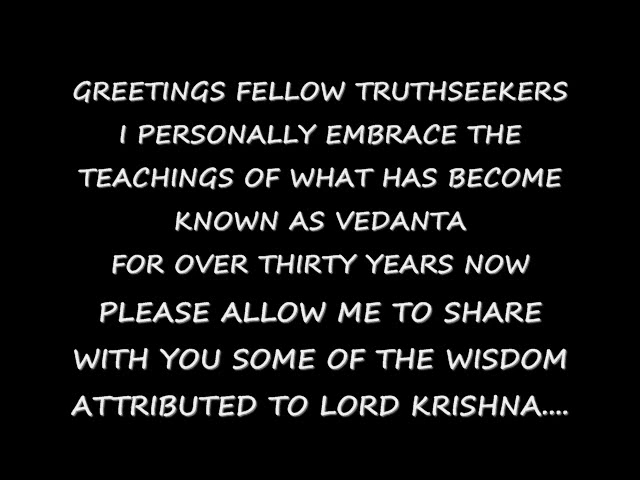 GREETINGS FELLOW TRUTHSEEKERS
I PERSONALLY EMBRACE THE
TEACHINGS OF WHAT HAS BECOME
KNOWN AS VEDANTA
FOR OVER THIRTY YEARS NOW
PLEASE ALLOW ME TO SHARE
WITH YOU SOME OF THE WISDOM
ATTRIBUTED TO LORD KRISHNA....